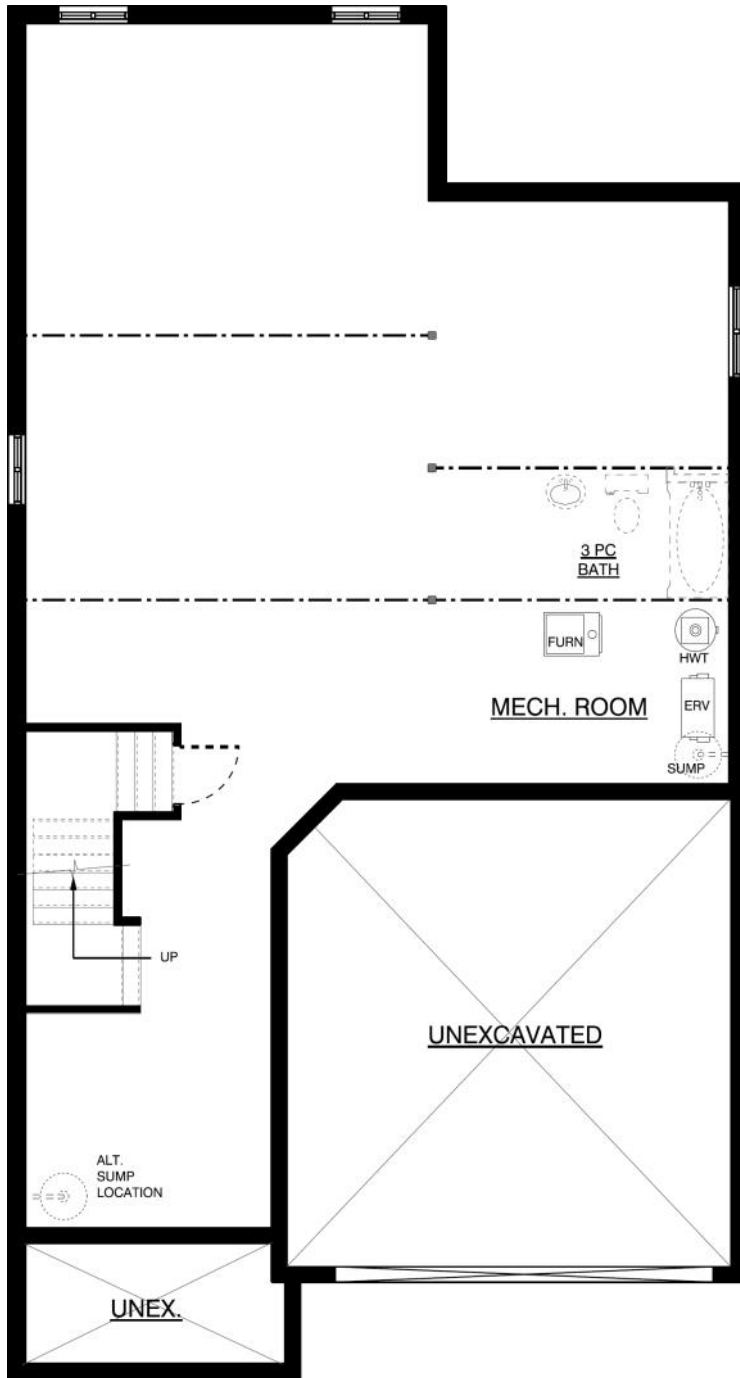 3 PC
BATH
FURN
HWT
MECH. ROOM
ERV
SUMP
UP
UNEXCAVATED
ALT.
SUMP
LOCATION
UNEX.